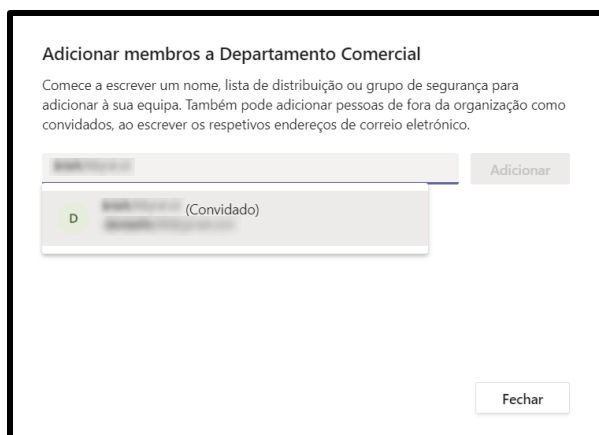 Adicionar membros a Departamento Comercial
Comece a escrever um nome, lista de distribuição ou grupo de segurança para
adicionar à sua equipa. Também pode adicionar pessoas de fora da organização como
convidados, ao escrever os respetivos endereços de correio eletrónico.
Adicionar
D
(Convidado)
Fechar